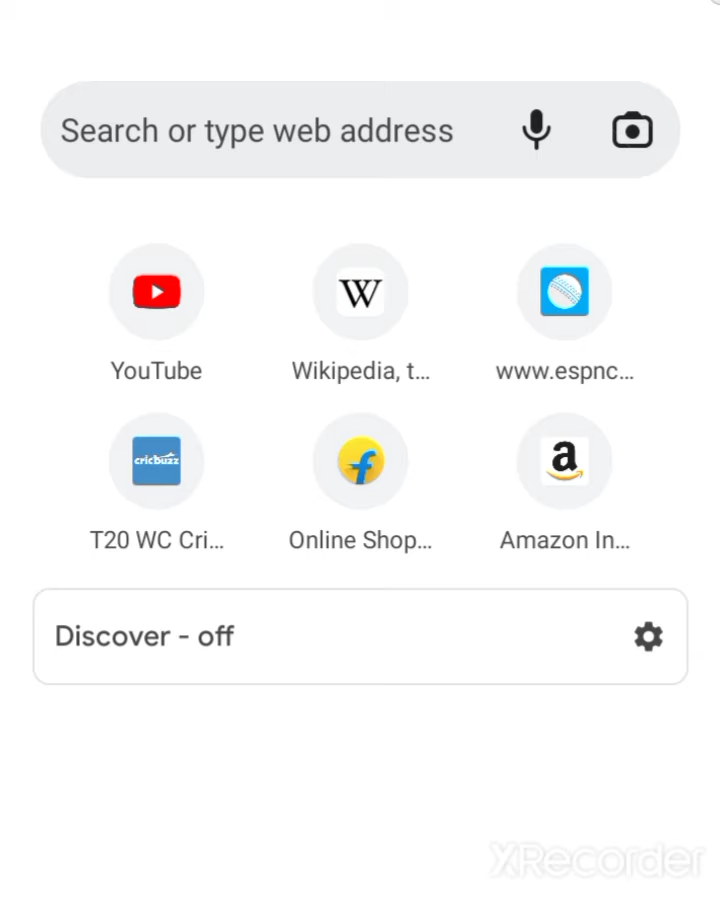 Search or type web address
YouTube
Wikipedia, t...
www.espnc...
cricbuzz
T20 WC Cri...
Online Shop...
Amazon In...
Discover - off
XRecorder